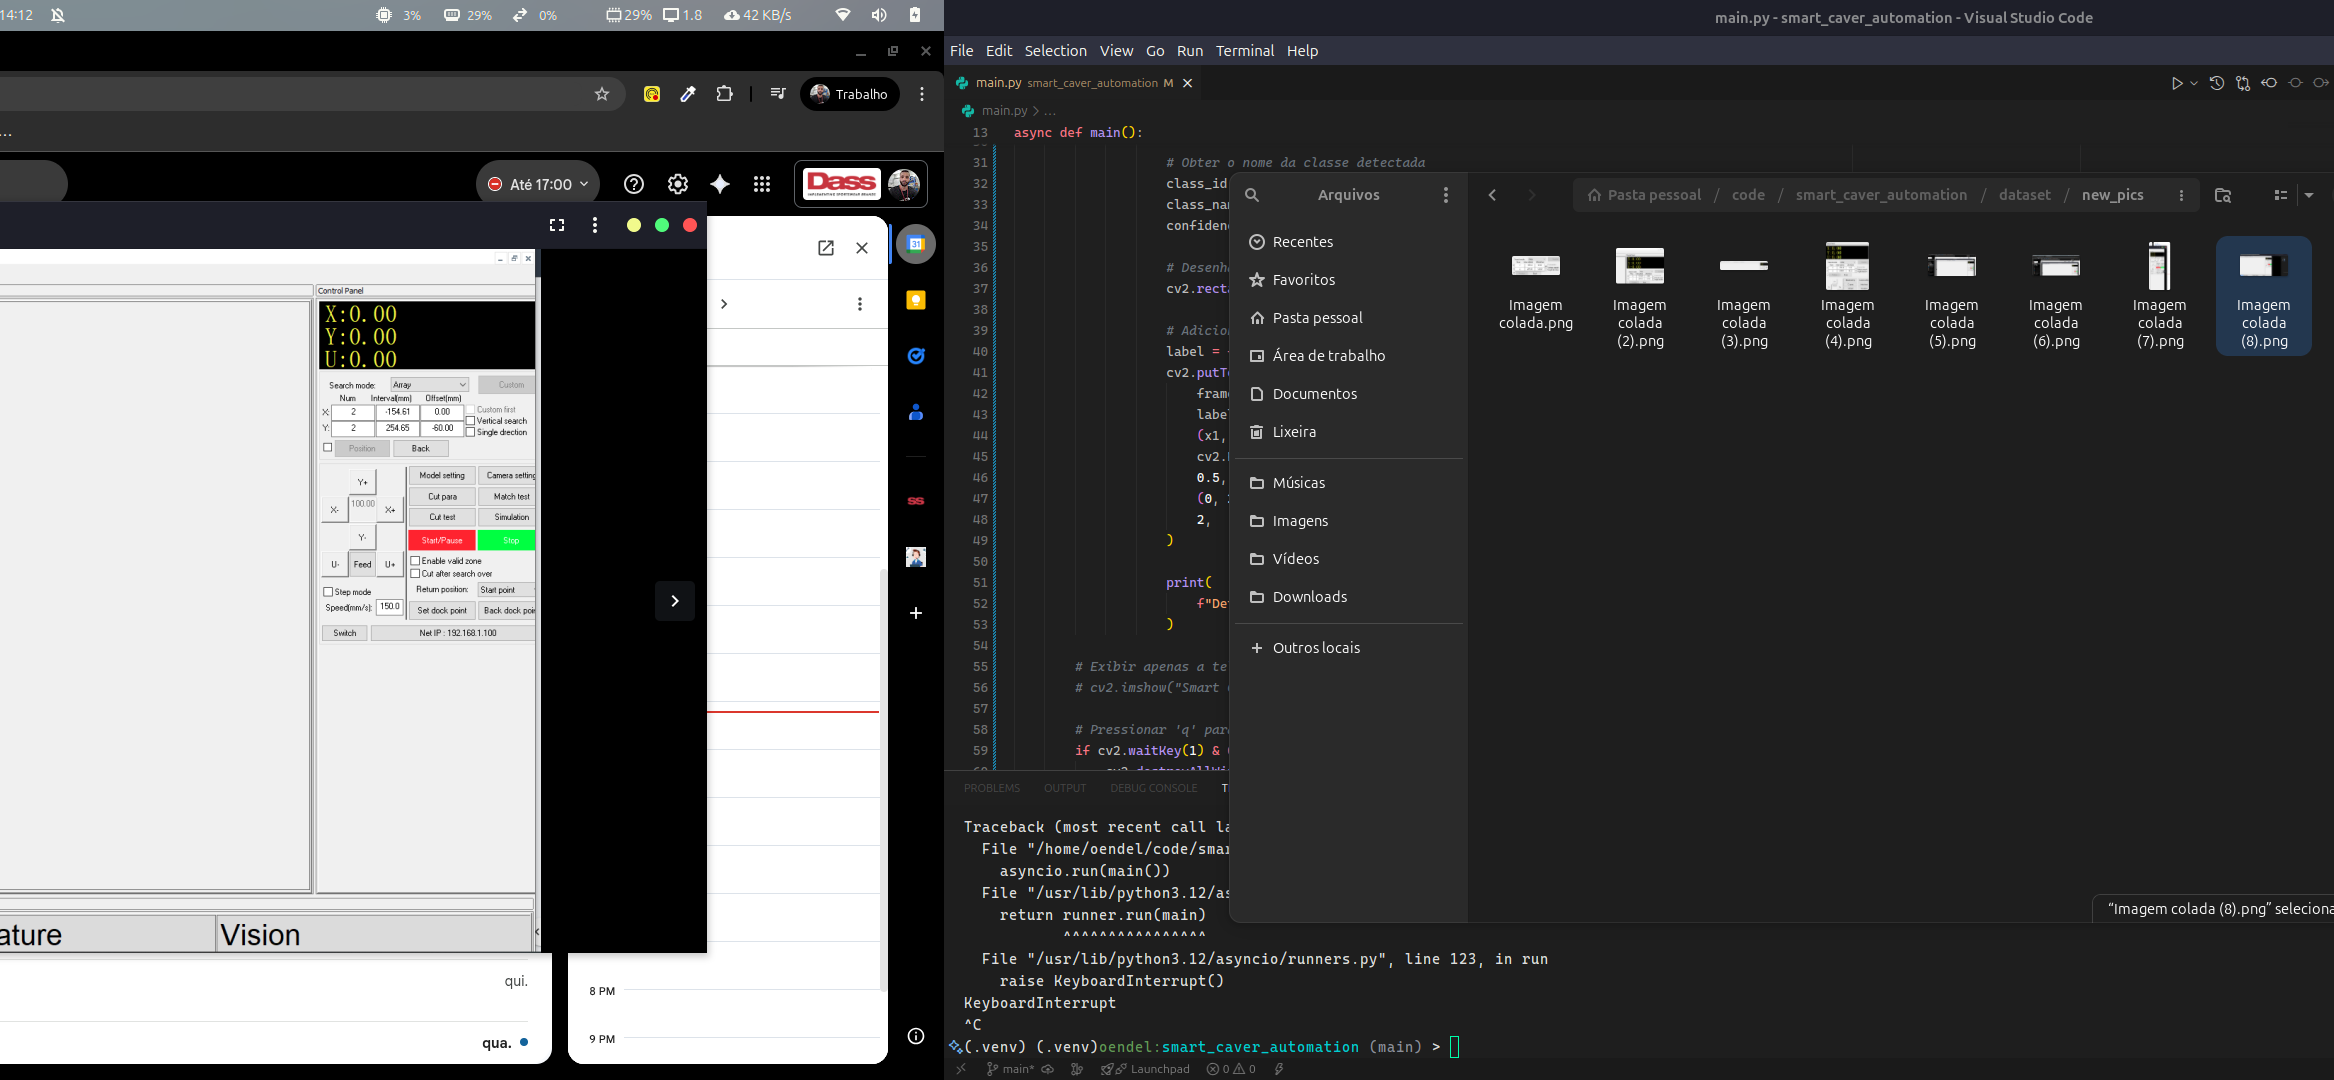 14:12
3%
29%
0%
29%
1.8
42 KB/s
Trabalho
...
Até 17:00
Dass
31
Control Panel
X:0.00
Y:0.00
U:0.00
Search mode:
Array
Custom
Num
Interval(mm)
Offset(mm)
X:
2
-154.61
0.00
Custom first
Vertical search
Y:
2
254.65
-60.00
Single direction
Position
Back
Y+
X-
100.00
X+
Y-
U-
Feed
U+
Model setting
Camera setting
Cut para
Match test
Cut test
Simulation
Start/Pause
Stop
Enable valid zone
Cut after search over
Step mode
Return position:
Start point
Speed(mm/s):
150.0
Set dock point
Back dock poi
Switch
Net IP : 192.168.1.100
ature
Vision
qui.
qua.
8 PM
9 PM
ss
main.py - smart_caver_automation - Visual Studio Code
File Edit Selection View Go Run Terminal Help
main.py smart_caver_automation M
main.py > ...
13 async def main():
31 # Obter o nome da classe detectada
32 class_id
33 class_nam
34 confidenc
35
36 # Desenha
37 cv2.recta
38
39 # Adicion
40 label =
41 cv2.putTe
42 frame
43 label
44 (x1,
45 cv2.
46 0.5,
47 (0,
48 2,
49 )
50
51 print(
52 f"De
53 )
54
55 # Exibir apenas a te
56 # cv2.imshow("Smart
57
58 # Pressionar 'q' para
59 if cv2.waitKey(1) &
PROBLEMS OUTPUT DEBUG CONSOLE T
Traceback (most recent call la
File "/home/oendel/code/smar
asyncio.run(main())
File "/usr/lib/python3.12/as
return runner.run(main)
^^^^^^^^^^^^^^^^
File "/usr/lib/python3.12/asyncio/runners.py", line 123, in run
raise KeyboardInterrupt()
KeyboardInterrupt
^C
(.venv) (.venv)oendel:smart_caver_automation (main) >
main* Launchpad 0 0
Arquivos
Recentes
Favoritos
Pasta pessoal
Área de trabalho
Documentos
Lixeira
Músicas
Imagens
Vídeos
Downloads
Outros locais
Pasta pessoal / code / smart_caver_automation / dataset / new_pics
Imagem colada.png
Imagem colada (2).png
Imagem colada (3).png
Imagem colada (4).png
Imagem colada (5).png
Imagem colada (6).png
Imagem colada (7).png
Imagem colada (8).png
“Imagem colada (8).png” seleciona